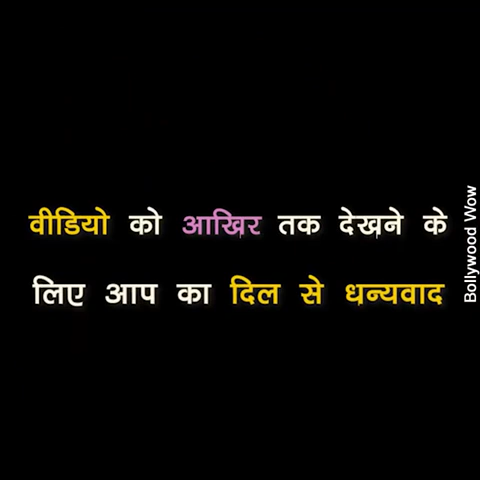 वीडियो को आखिर तक देखने के
लिए आप का दिल से धन्यवाद
Bollywood Wow